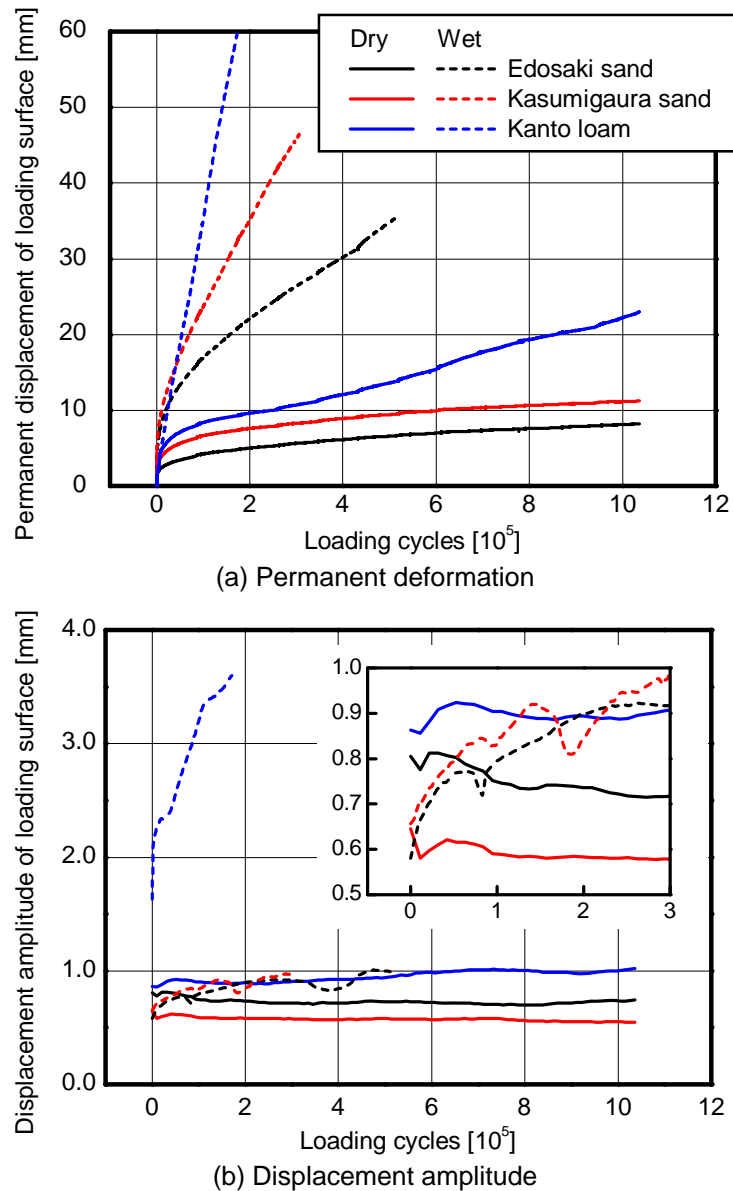 Permanent displacement of loading surface [mm]
60
50
40
30
20
10
0
Dry Wet
Edosaki sand
Kasumigaura sand
Kanto loam
0 2 4 6 8 10 12
Loading cycles [10⁵]
(a) Permanent deformation
Displacement amplitude of loading surface [mm]
4.0
3.0
2.0
1.0
0.0
1.0
0.9
0.8
0.7
0.6
0.5
0 1 2 3
0 2 4 6 8 10 12
Loading cycles [10⁵]
(b) Displacement amplitude